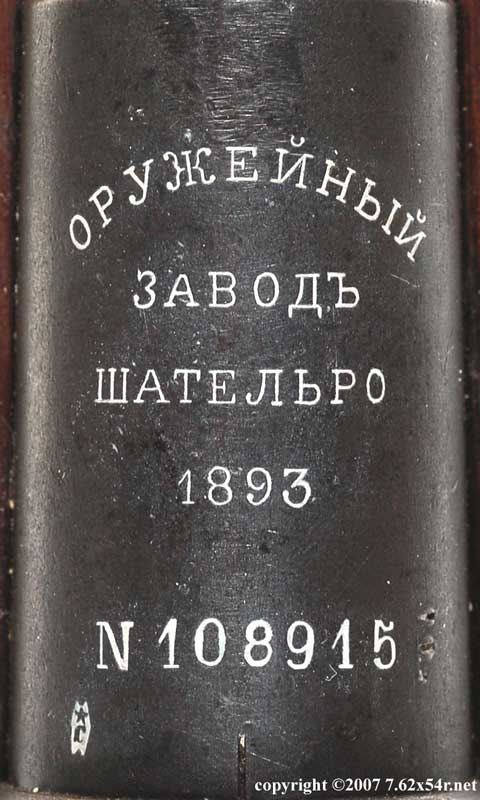 ОРУЖЕЙНЫЙ
ЗАВОДЪ
ШАТЕЛЬРО
1893
N 108915
copyright ©2007 7.62x54r.net